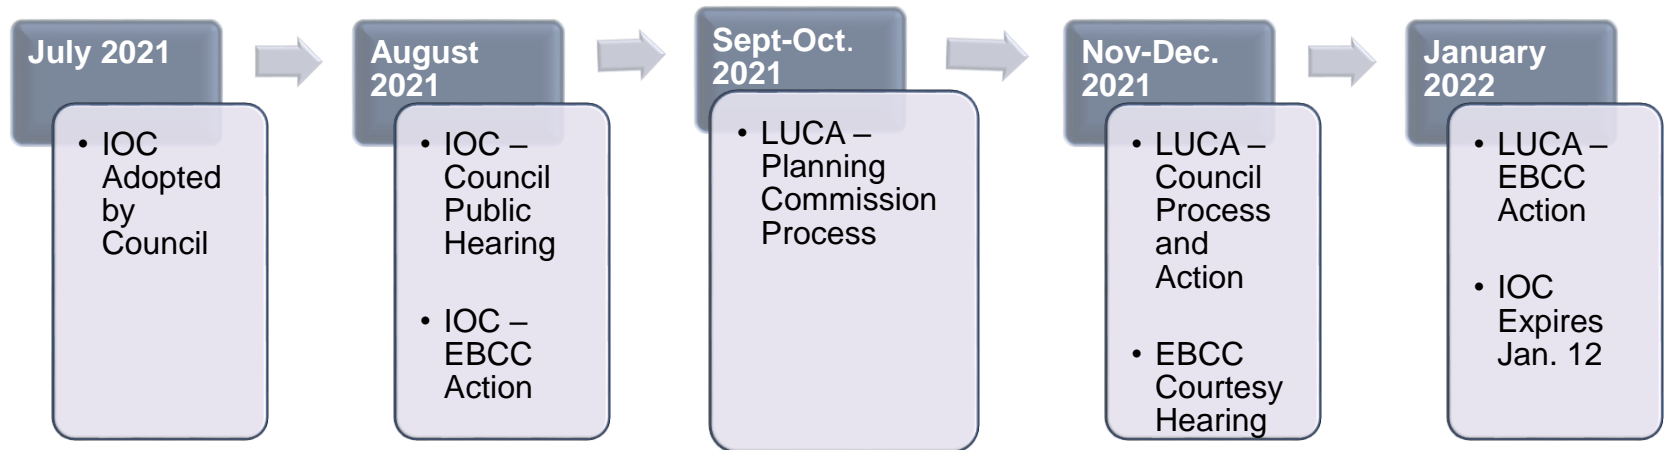 July 2021
• IOC
Adopted
by
Council
August
2021
• IOC –
Council
Public
Hearing
• IOC –
EBCC
Action
Sept-Oct.
2021
• LUCA –
Planning
Commission
Process
Nov-Dec.
2021
• LUCA –
Council
Process
and
Action
• EBCC
Courtesy
Hearing
January
2022
• LUCA –
EBCC
Action
• IOC
Expires
Jan. 12